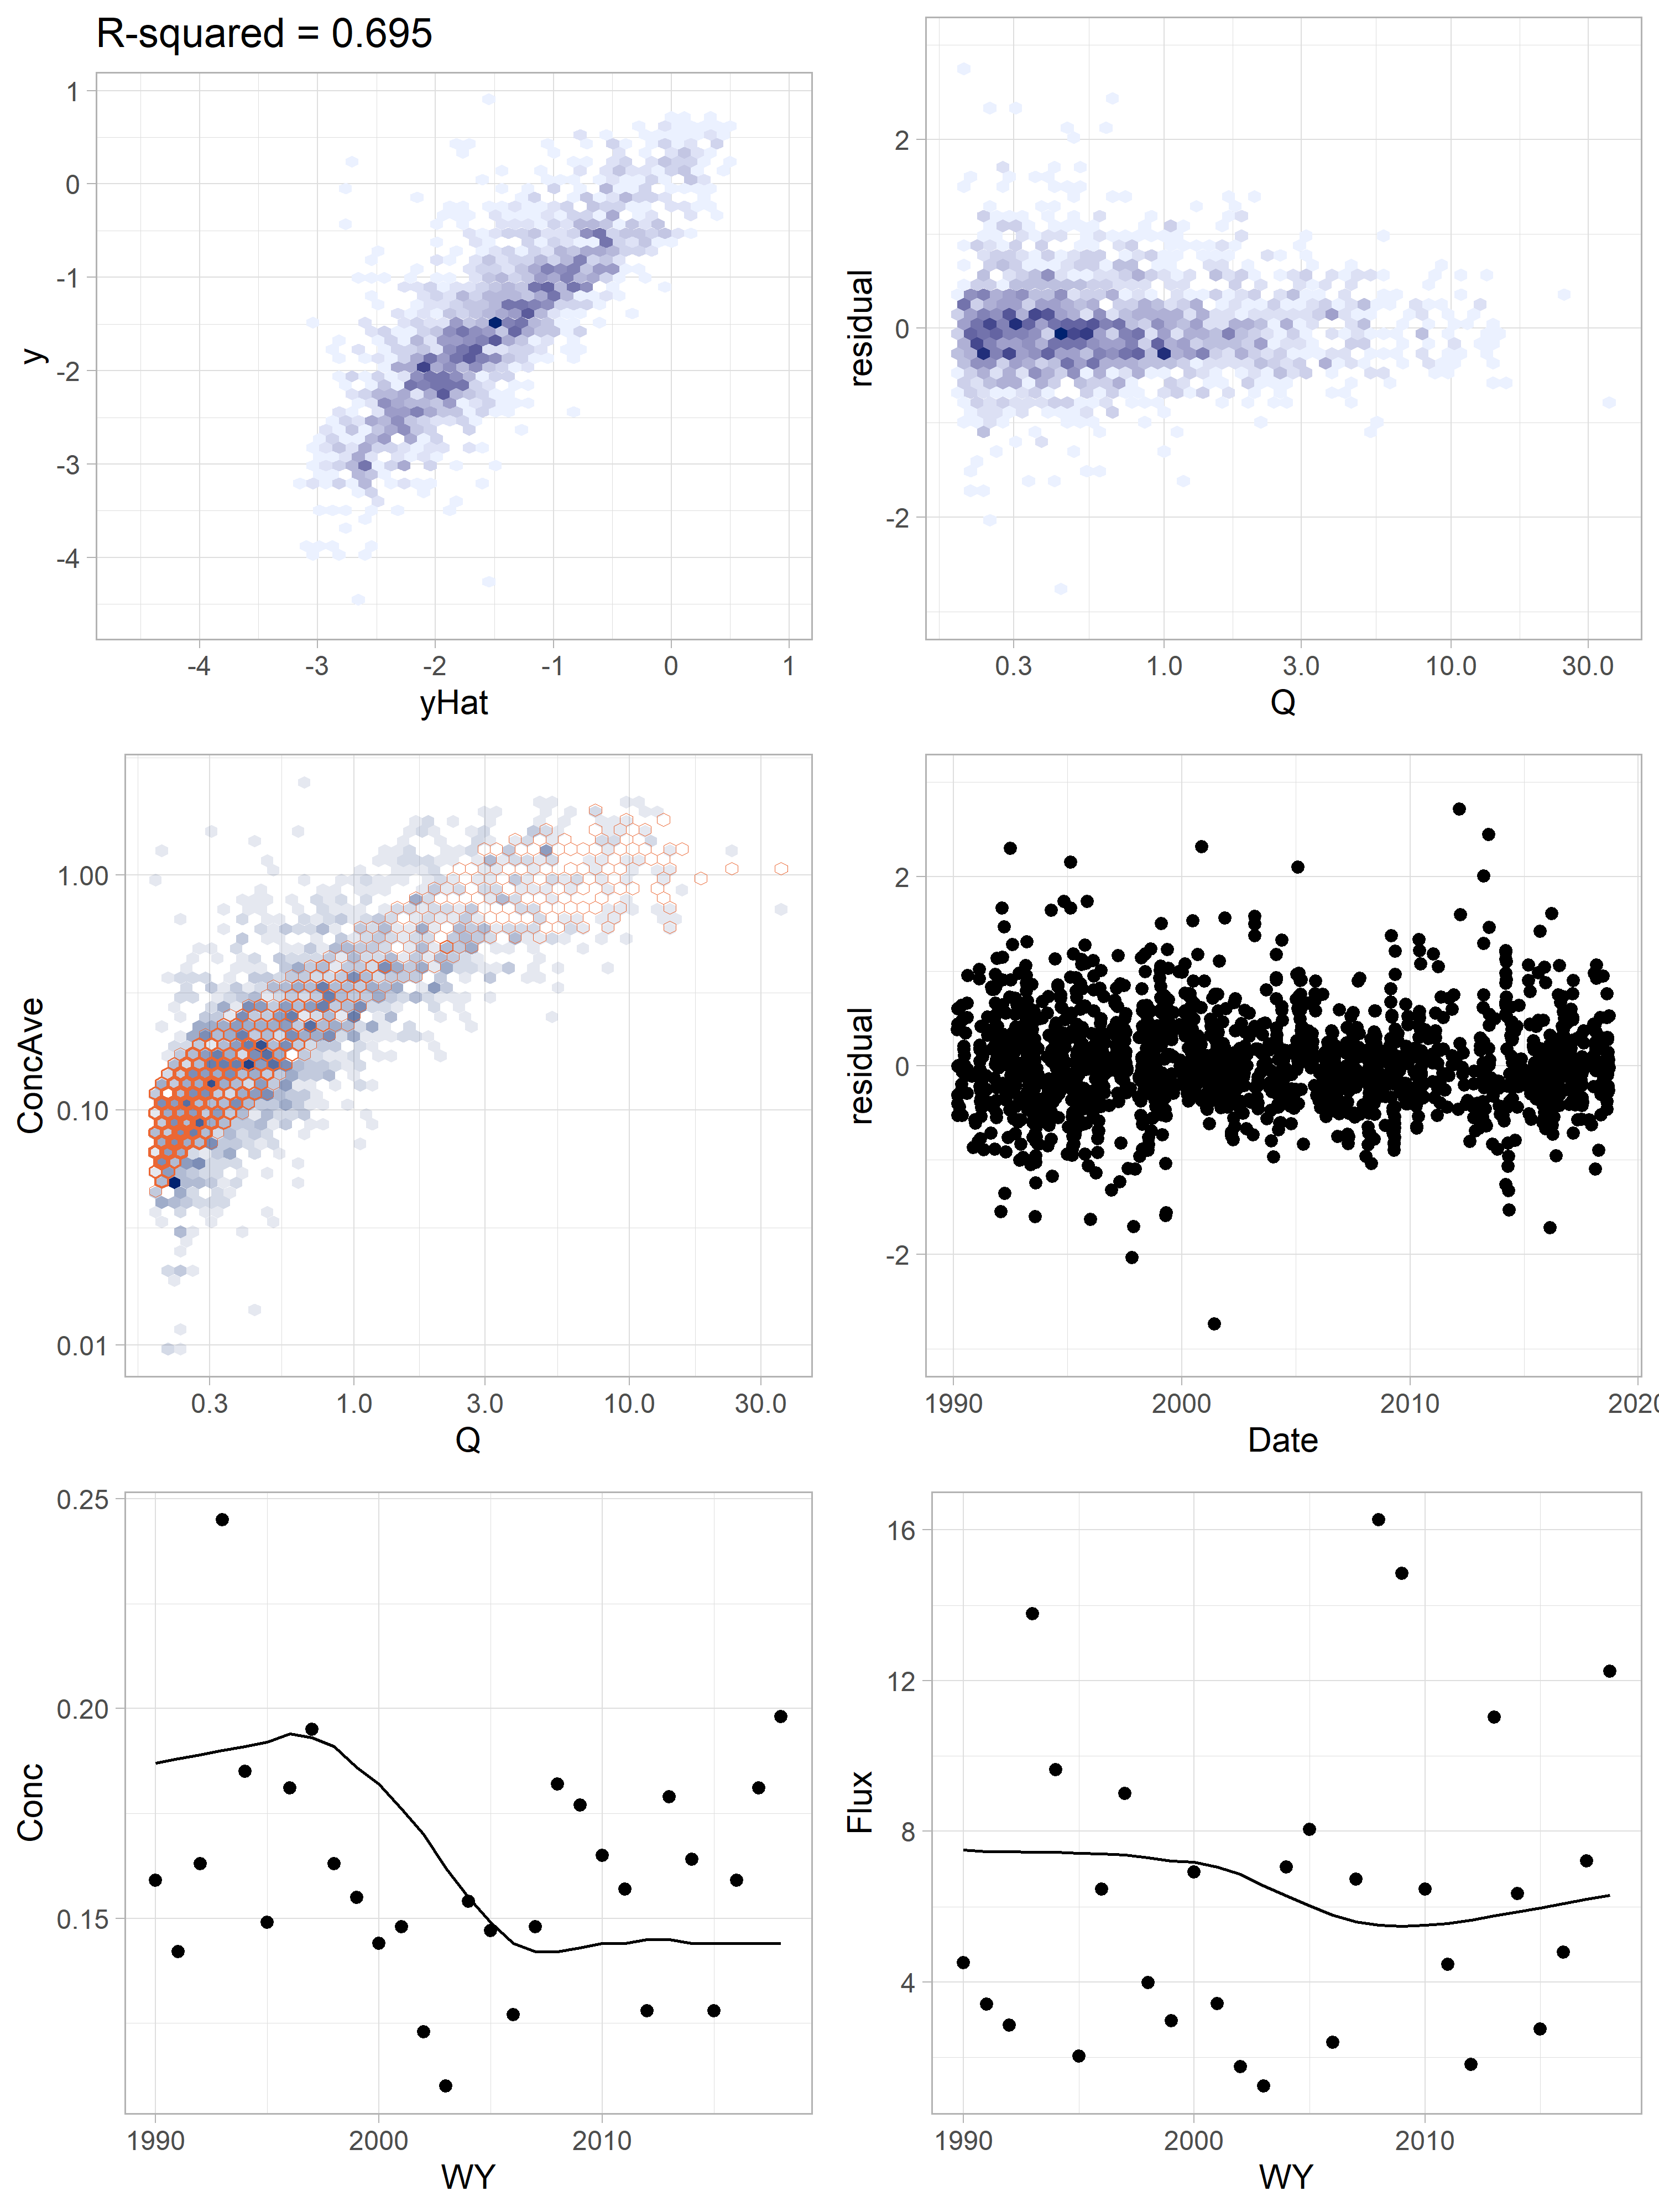 R-squared = 0.695
1
0
-1
-2
-3
-4
y
-4 -3 -2 -1 0 1
yHat
2
0
-2
residual
0.3 1.0 3.0 10.0 30.0
Q
1.00
0.10
0.01
ConcAve
0.3 1.0 3.0 10.0 30.0
Q
2
0
-2
residual
1990 2000 2010 2020
Date
0.25
0.20
0.15
Conc
1990 2000 2010
WY
16
12
8
4
Flux
1990 2000 2010
WY